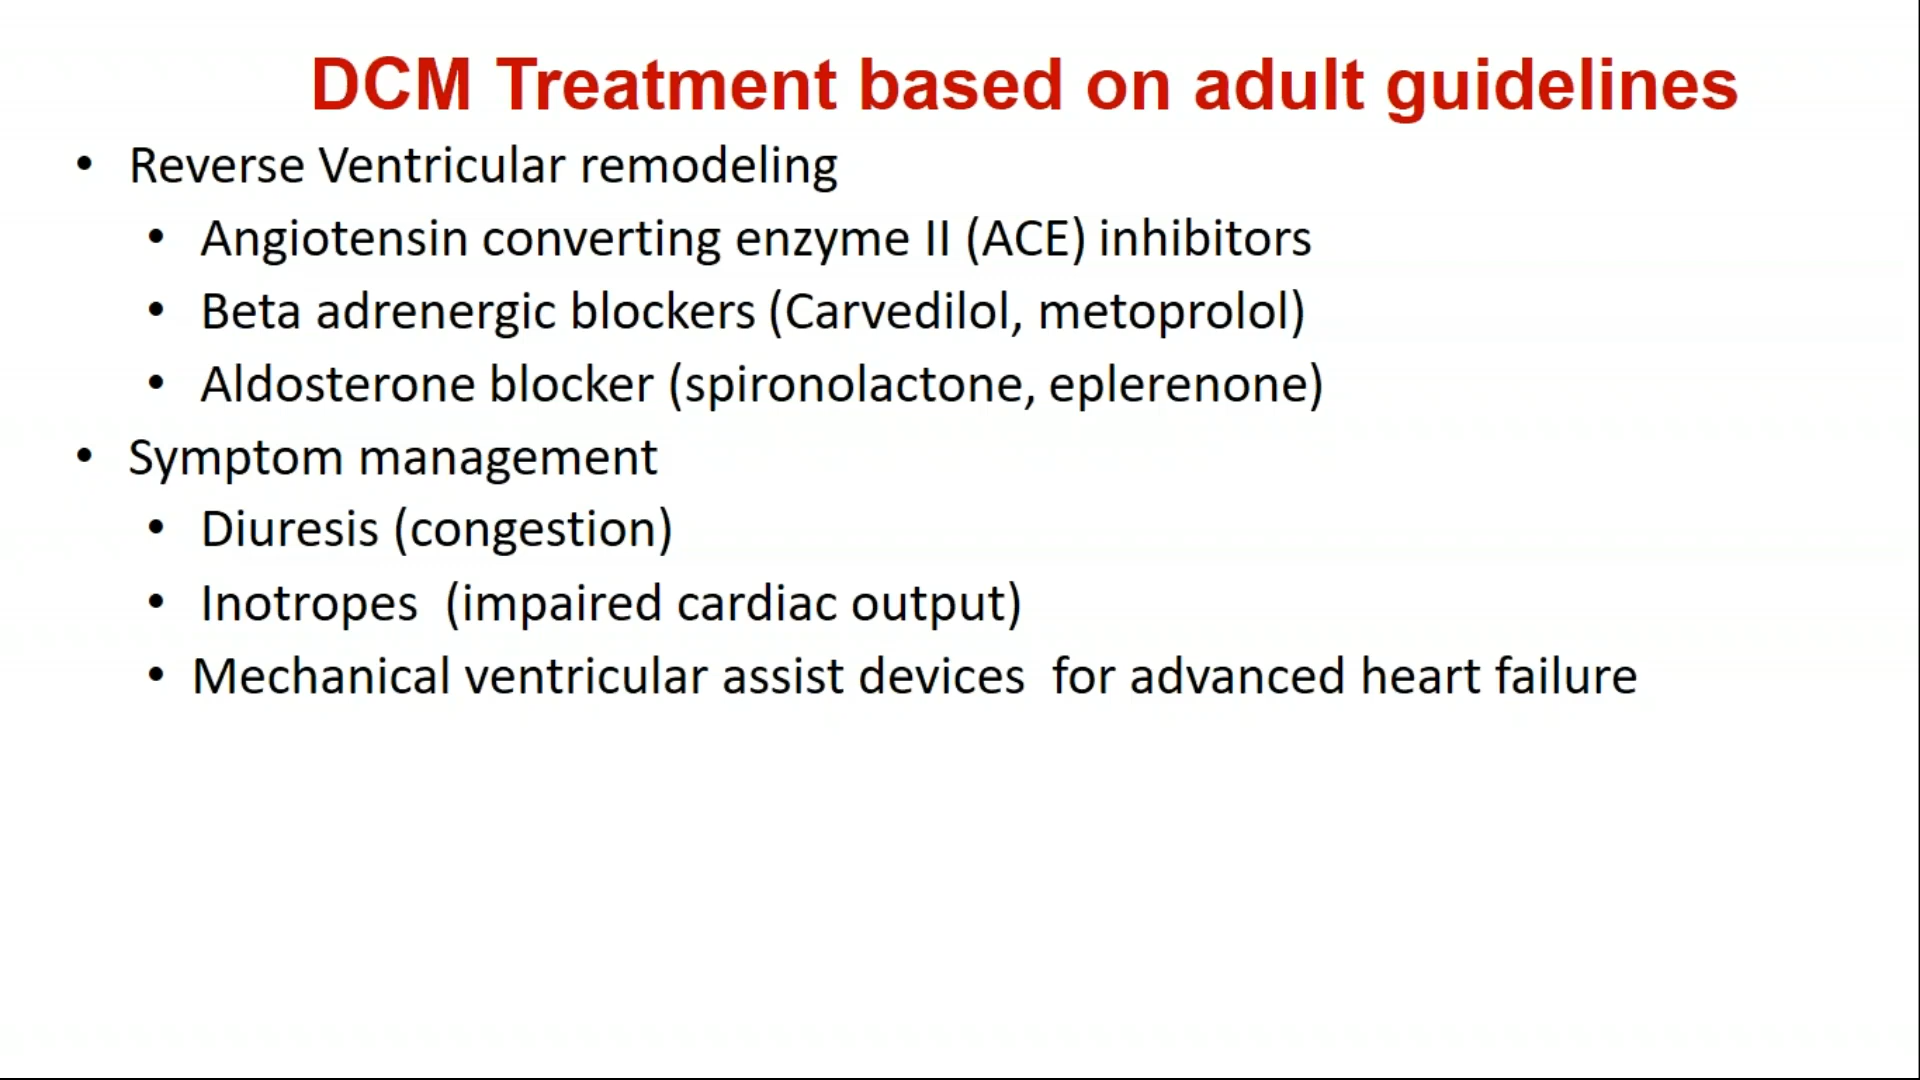 DCM Treatment based on adult guidelines
• Reverse Ventricular remodeling
• Angiotensin converting enzyme II (ACE) inhibitors
• Beta adrenergic blockers (Carvedilol, metoprolol)
• Aldosterone blocker (spironolactone, eplerenone)
• Symptom management
• Diuresis (congestion)
• Inotropes  (impaired cardiac output)
• Mechanical ventricular assist devices  for advanced heart failure